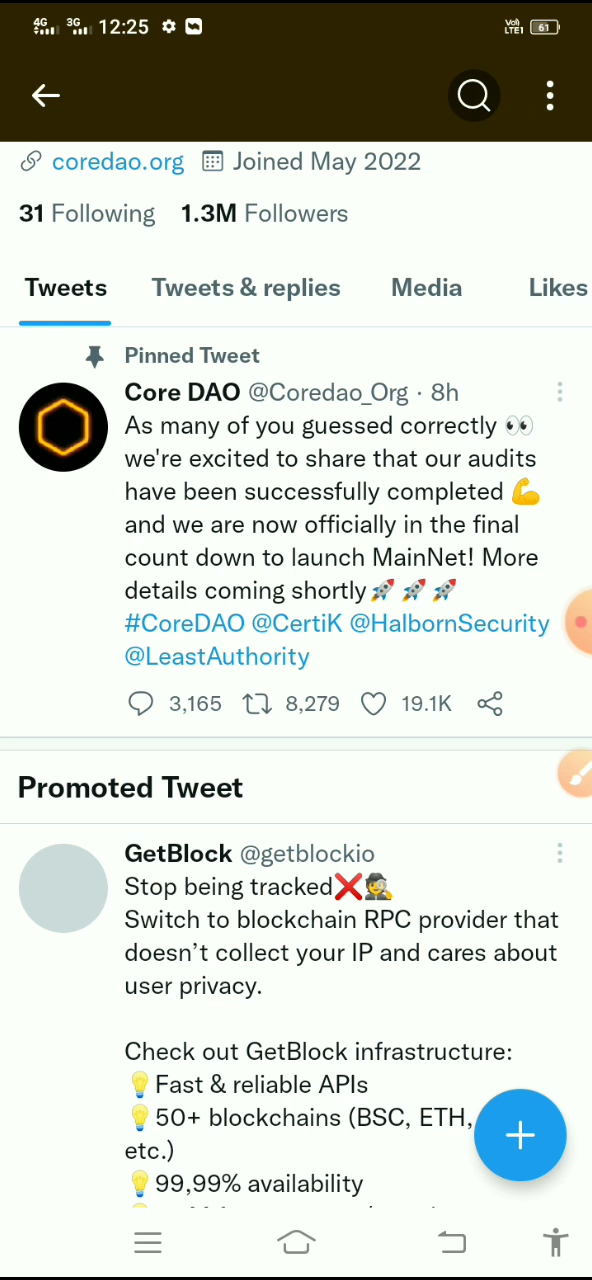 4G 3G 12:25 Vo) LTE1 61
coredao.org Joined May 2022
31 Following 1.3M Followers
Tweets Tweets & replies Media Likes
Pinned Tweet
Core DAO @Coredao_Org · 8h
As many of you guessed correctly 👀
we're excited to share that our audits
have been successfully completed 💪
and we are now officially in the final
count down to launch MainNet! More
details coming shortly🚀 🚀 🚀
#CoreDAO @CertiK @HalbornSecurity
@LeastAuthority
3,165 8,279 19.1K
Promoted Tweet
GetBlock @getblockio
Stop being tracked❌🕵
Switch to blockchain RPC provider that
doesn’t collect your IP and cares about
user privacy.
Check out GetBlock infrastructure:
💡Fast & reliable APIs
💡50+ blockchains (BSC, ETH,
etc.)
💡99,99% availability